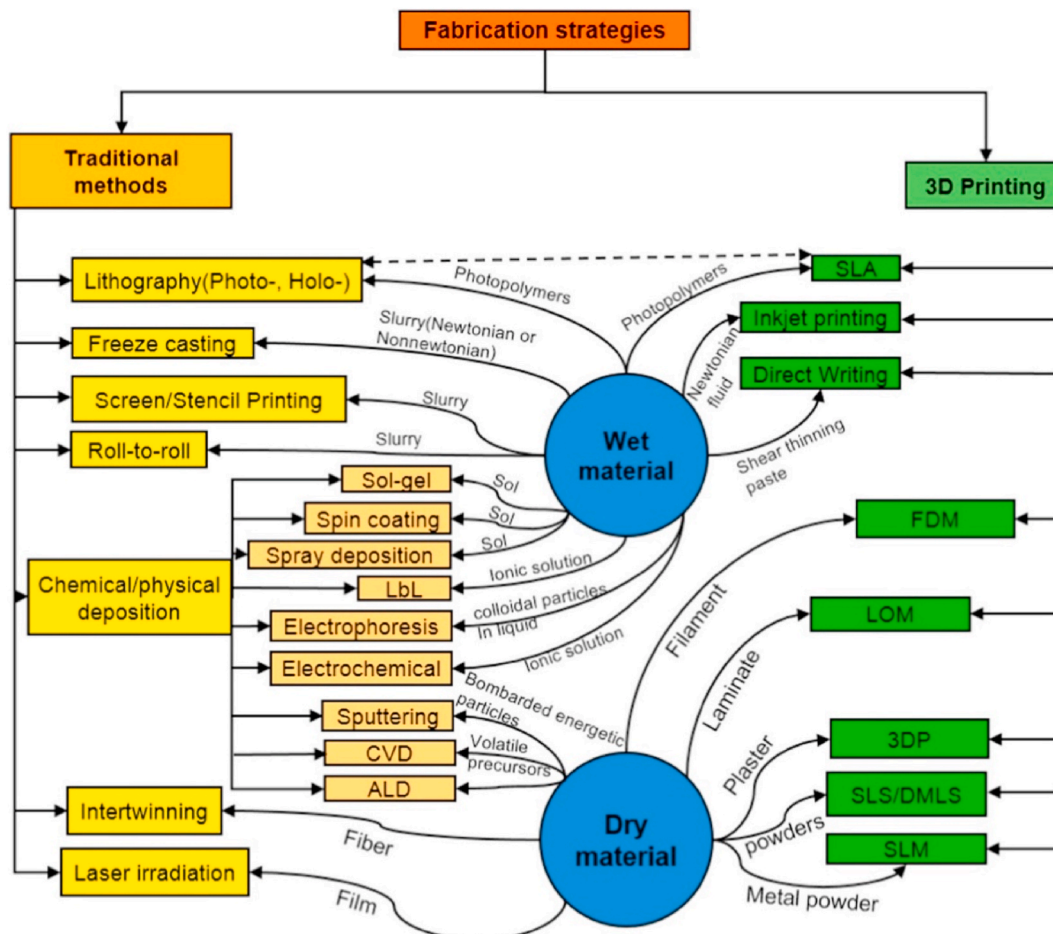 Fabrication strategies
Traditional
methods
3D Printing
Lithography(Photo-, Holo-)
Photopolymers
Photopolymers
SLA
Slurry(Newtonian or
Nonnewtonian)
Newtonian
fluid
Inkjet printing
Freeze casting
Direct Writing
Screen/Stencil Printing
Slurry
Wet
material
Shear thinning
paste
Roll-to-roll
Slurry
Sol-gel
Sol
Spin coating
Sol
FDM
Spray deposition
Sol
Chemical/physical
deposition
LbL
Ionic solution
Electrophoresis
colloidal particles
In liquid
Filament
LOM
Electrochemical
Ionic solution
Laminate
Sputtering
Bombarded energetic
particles
CVD
Volatile
precursors
Plaster
3DP
ALD
SLS/DMLS
Intertwinning
Fiber
Dry
material
powders
SLM
Laser irradiation
Film
Metal powder